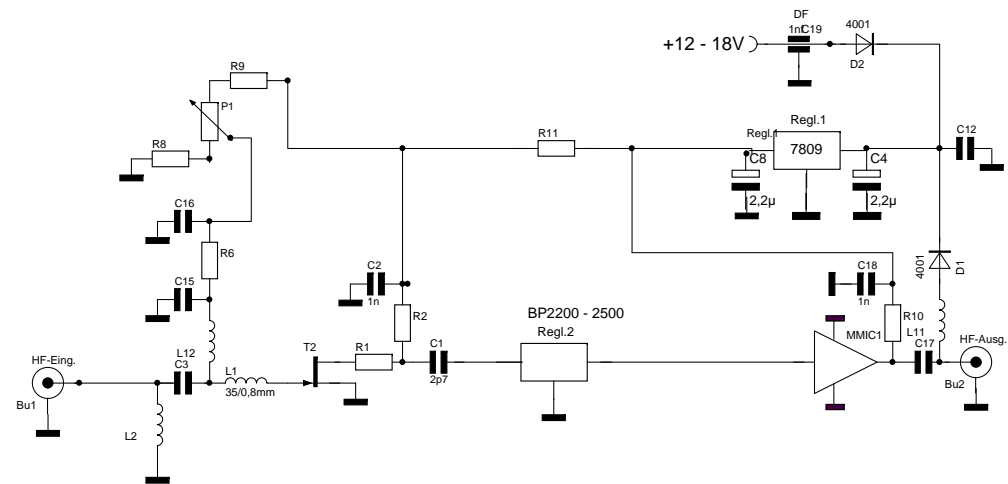 DF
1nf
C19
4001
+12 - 18V
D2
R9
P1
R11
Regl.1
Regl.1
7809
C12
R8
C8
C4
2,2µ
2,2µ
C16
R6
4001
D1
C2
1n
C18
1n
C15
BP2200 - 2500
Regl.2
R2
R10
MMIC1
L11
T2
R1
C1
2p7
C17
HF-Ausg.
Bu2
L12
C3
HF-Eing.
Bu1
L1
35/0,8mm
L2